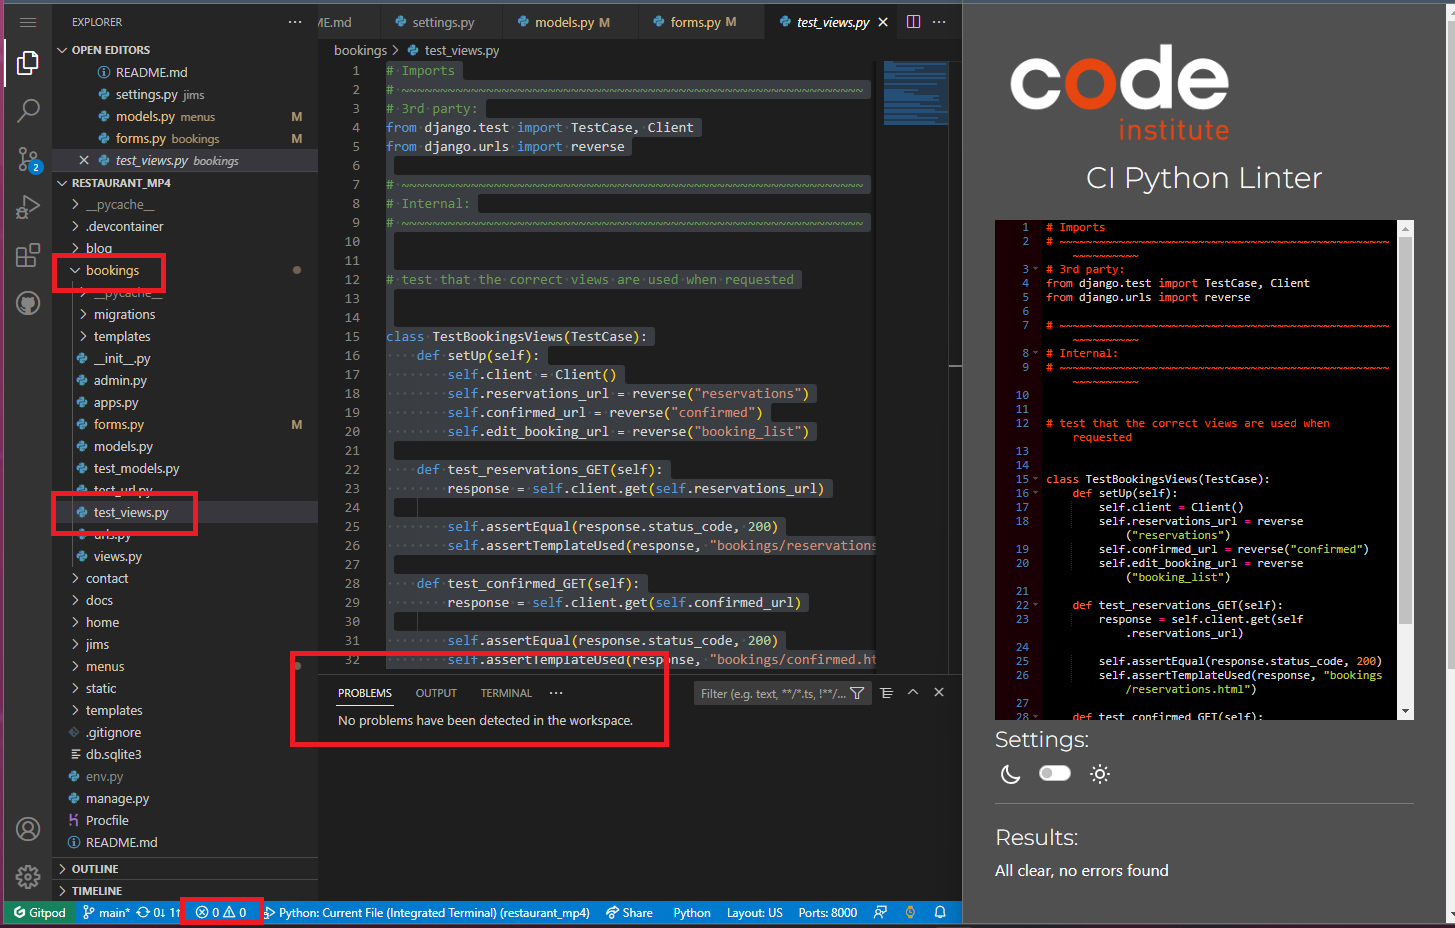 EXPLORER
OPEN EDITORS
README.md
settings.py jims
models.py menus M
forms.py bookings M
test_views.py bookings
RESTAURANT_MP4
__pycache__
.devcontainer
blog
bookings
__pycache__
migrations
templates
__init__.py
admin.py
apps.py
forms.py M
models.py
test_models.py
test_url.py
test_views.py
urls.py
views.py
contact
docs
home
jims
menus
static
templates
.gitignore
db.sqlite3
env.py
manage.py
Procfile
README.md
OUTLINE
TIMELINE
2
ME.md settings.py models.py M forms.py M test_views.py
bookings > test_views.py
1 # Imports
2 # ~~~~~~~~~~~~~~~~~~~~~~~~~~~~~~~~~~~~~~~~~~~~~~~~~~~~~~~~~~~
3 # 3rd party:
4 from django.test import TestCase, Client
5 from django.urls import reverse
6
7 # ~~~~~~~~~~~~~~~~~~~~~~~~~~~~~~~~~~~~~~~~~~~~~~~~~~~~~~~~~~~
8 # Internal:
9 # ~~~~~~~~~~~~~~~~~~~~~~~~~~~~~~~~~~~~~~~~~~~~~~~~~~~~~~~~~~~
10
11
12 # test that the correct views are used when requested
13
14
15 class TestBookingsViews(TestCase):
16 def setUp(self):
17 self.client = Client()
18 self.reservations_url = reverse("reservations")
19 self.confirmed_url = reverse("confirmed")
20 self.edit_booking_url = reverse("booking_list")
21
22 def test_reservations_GET(self):
23 response = self.client.get(self.reservations_url)
24
25 self.assertEqual(response.status_code, 200)
26 self.assertTemplateUsed(response, "bookings/reservations
27
28 def test_confirmed_GET(self):
29 response = self.client.get(self.confirmed_url)
30
31 self.assertEqual(response.status_code, 200)
32 self.assertTemplateUsed(response, "bookings/confirmed.ht
PROBLEMS OUTPUT TERMINAL ···
Filter (e.g. text, **/*.ts, !**/...
No problems have been detected in the workspace.
Gitpod main* 0↓ 1↑ 0 0 Python: Current File (Integrated Terminal) (restaurant_mp4) Share Python Layout: US Ports: 8000
code
institute
CI Python Linter
1 # Imports
2 # ~~~~~~~~~~~~~~~~~~~~~~~~~~~~~~~~~~~~~~~~~~~~~~~~~
~~~~~~~~~~
3 # 3rd party:
4 from django.test import TestCase, Client
5 from django.urls import reverse
6
7 # ~~~~~~~~~~~~~~~~~~~~~~~~~~~~~~~~~~~~~~~~~~~~~~~~~
~~~~~~~~~~
8 # Internal:
9 # ~~~~~~~~~~~~~~~~~~~~~~~~~~~~~~~~~~~~~~~~~~~~~~~~~
~~~~~~~~~~
10
11
12 # test that the correct views are used when
requested
13
14
15 class TestBookingsViews(TestCase):
16 def setUp(self):
17 self.client = Client()
18 self.reservations_url = reverse
("reservations")
19 self.confirmed_url = reverse("confirmed")
20 self.edit_booking_url = reverse
("booking_list")
21
22 def test_reservations_GET(self):
23 response = self.client.get(self
.reservations_url)
24
25 self.assertEqual(response.status_code, 200)
26 self.assertTemplateUsed(response, "bookings
/reservations.html")
27
28 def test_confirmed_GET(self):
Settings:
Results:
All clear, no errors found